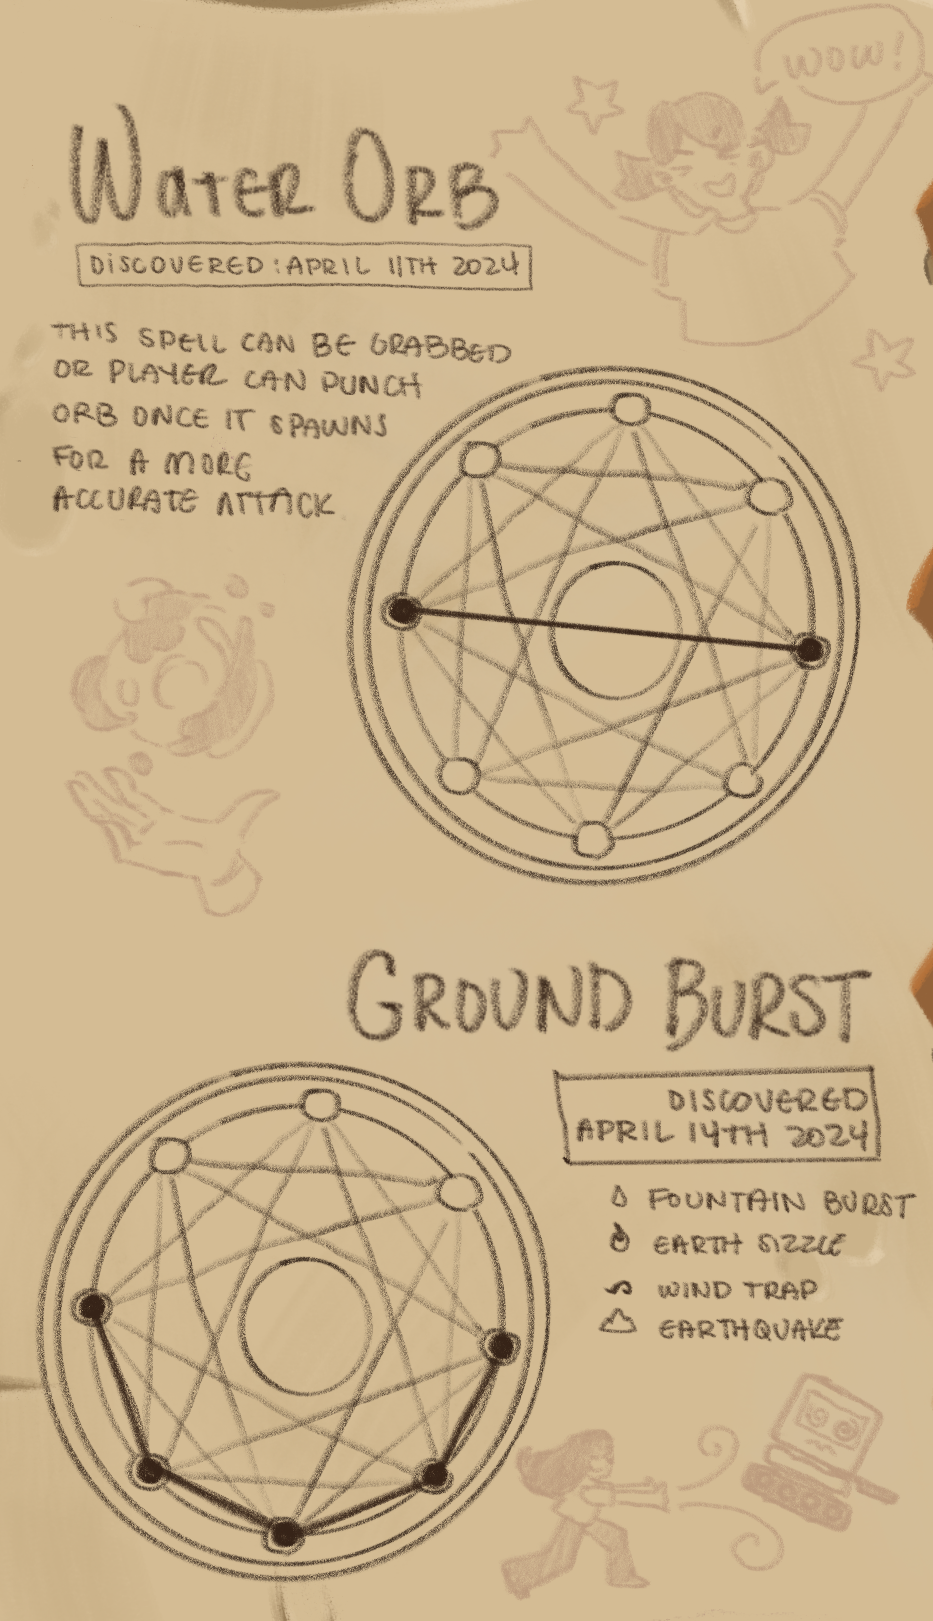 WOW!
WATER ORB
DISCOVERED: APRIL 11TH 2024
THIS SPELL CAN BE GRABBED
OR PLAYER CAN PUNCH
ORB ONCE IT SPAWNS
FOR A MORE
ACCURATE ATTACK
GROUND BURST
DISCOVERED
APRIL 14TH 2024
FOUNTAIN BURST
EARTH SIZZLE
WIND TRAP
EARTHQUAKE